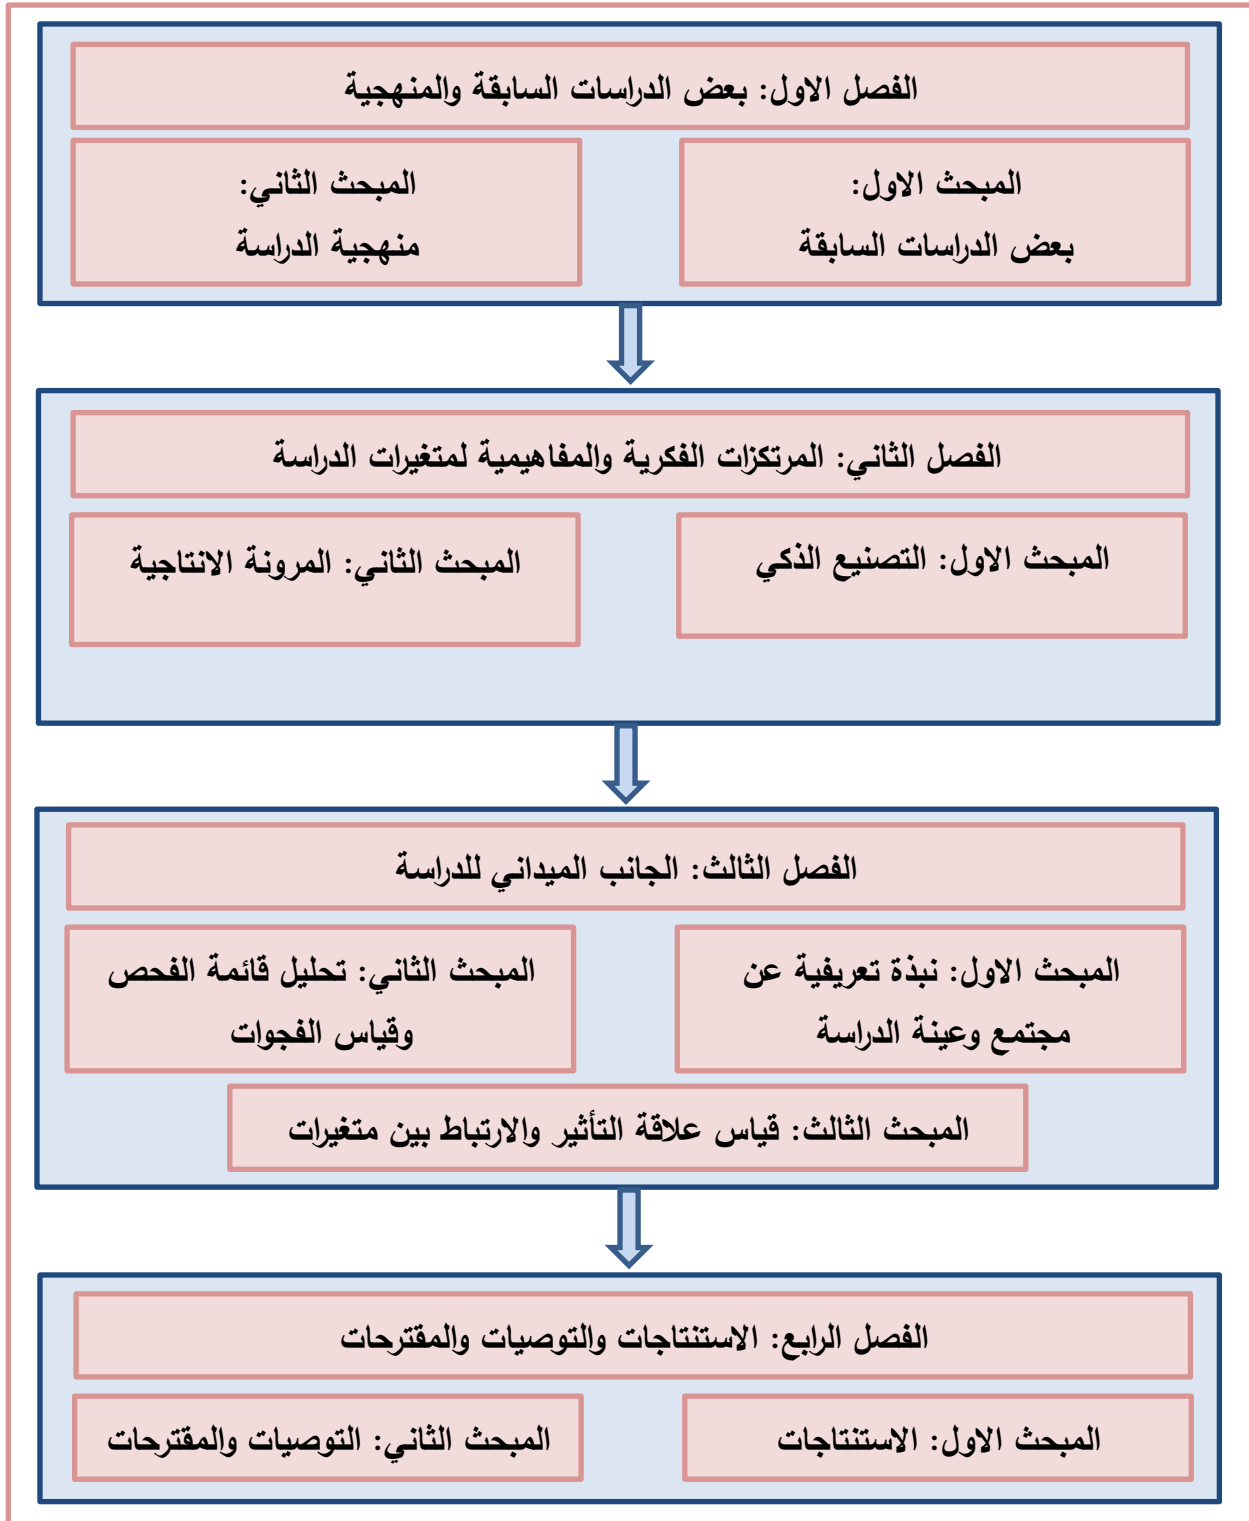 الفصل الاول: بعض الدراسات السابقة والمنهجية
المبحث الاول:
بعض الدراسات السابقة
المبحث الثاني:
منهجية الدراسة
الفصل الثاني: المرتكزات الفكرية والمفاهيمية لمتغيرات الدراسة
المبحث الاول: التصنيع الذكي
المبحث الثاني: المرونة الانتاجية
الفصل الثالث: الجانب الميداني للدراسة
المبحث الاول: نبذة تعريفية عن
مجتمع وعينة الدراسة
المبحث الثاني: تحليل قائمة الفحص
وقياس الفجوات
المبحث الثالث: قياس علاقة التأثير والارتباط بين متغيرات
الفصل الرابع: الاستنتاجات والتوصيات والمقترحات
المبحث الاول: الاستنتاجات
المبحث الثاني: التوصيات والمقترحات